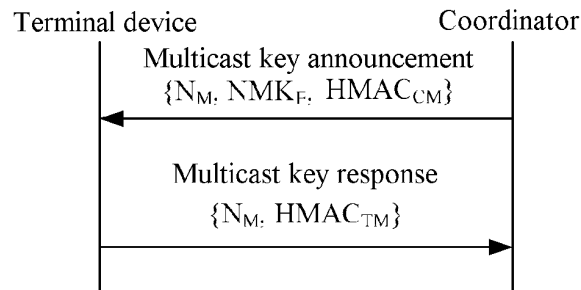 Terminal device Coordinator
Multicast key announcement
{N_M, NMK_E, HMAC_CM}
Multicast key response
{N_M, HMAC_TM}